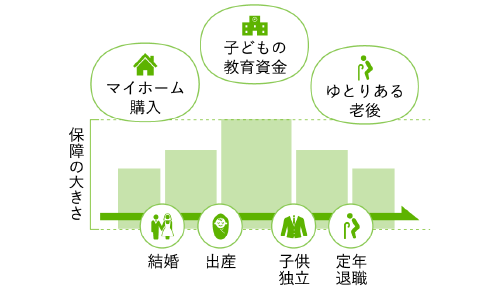 子どもの
教育資金
マイホーム
購入
ゆとりある
老後
保障の大きさ
結婚
出産
子供
独立
定年
退職